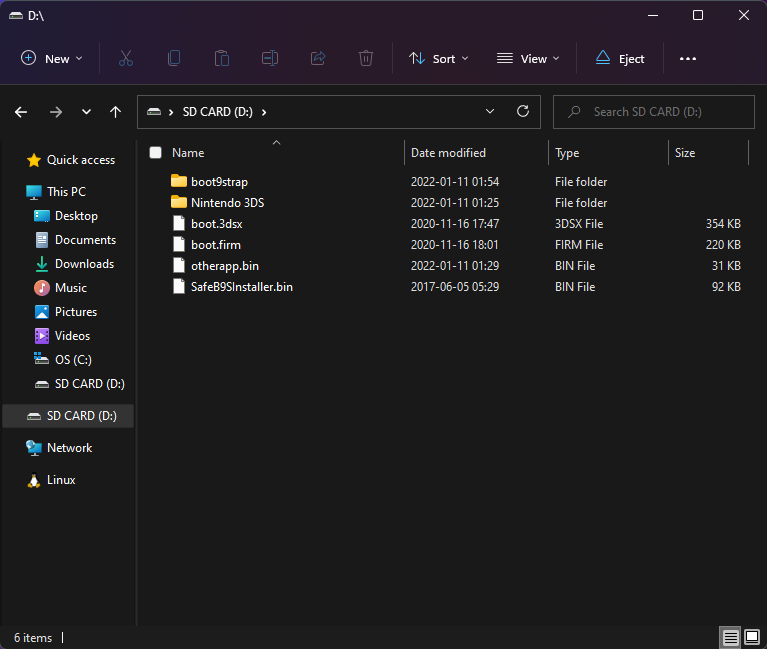 D:\
New
Sort
View
Eject
SD CARD (D:)
Search SD CARD (D:)
Quick access
This PC
Desktop
Documents
Downloads
Music
Pictures
Videos
OS (C:)
SD CARD (D:)
SD CARD (D:)
Network
Linux
Name Date modified Type Size
boot9strap 2022-01-11 01:54 File folder
Nintendo 3DS 2022-01-11 01:25 File folder
boot.3dsx 2020-11-16 17:47 3DSX File 354 KB
boot.firm 2020-11-16 18:01 FIRM File 220 KB
otherapp.bin 2022-01-11 01:29 BIN File 31 KB
SafeB9SInstaller.bin 2017-06-05 05:29 BIN File 92 KB
6 items